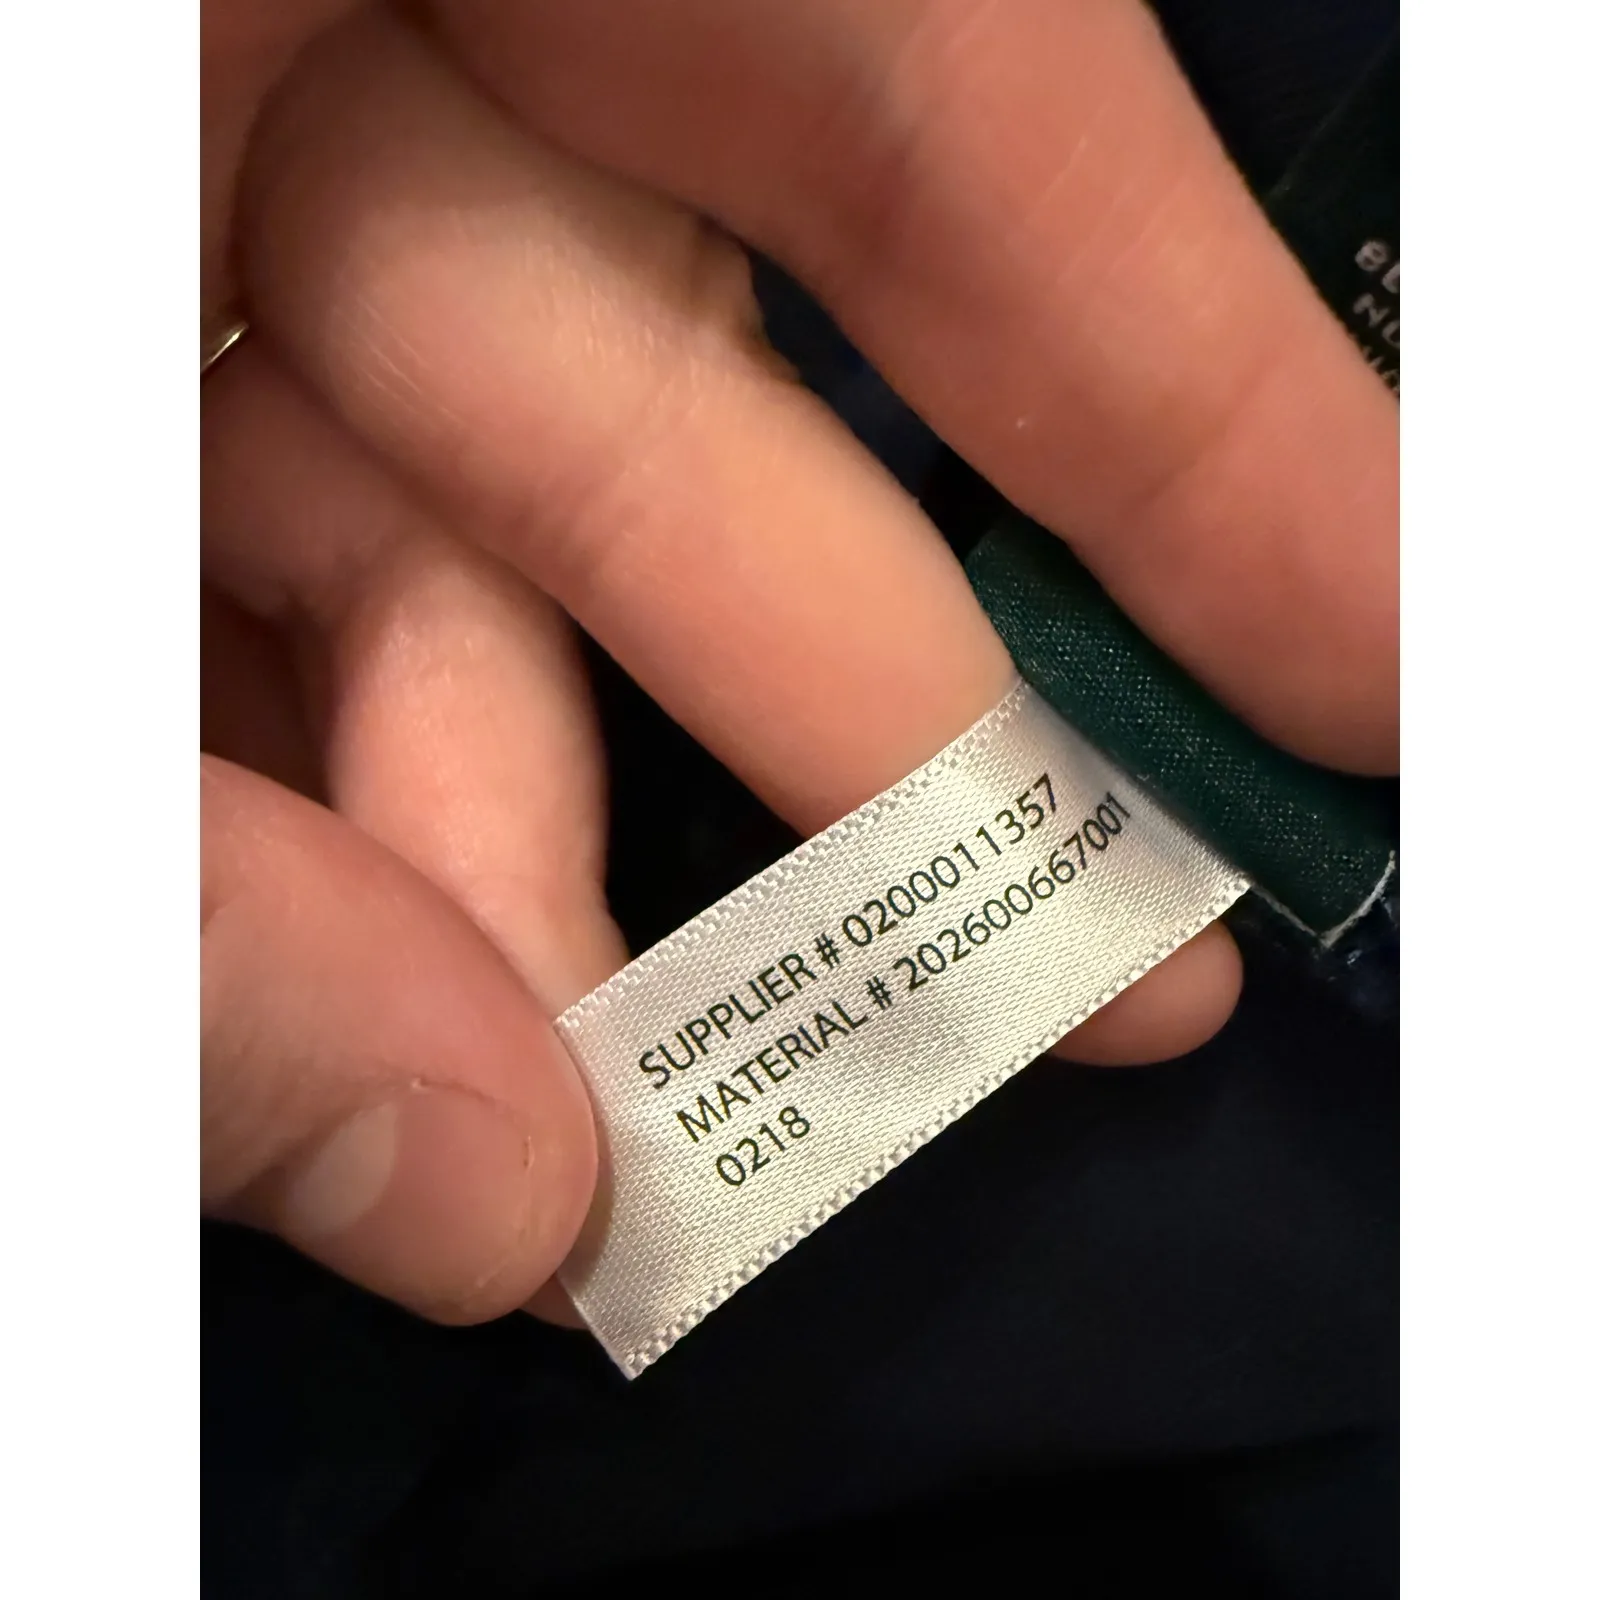 SUPPLIER # 0200011357
MATERIAL # 202600667001
0218